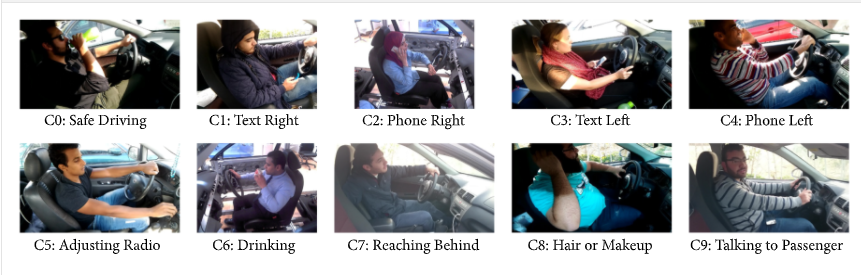 C0: Safe Driving
C1: Text Right
C2: Phone Right
C3: Text Left
C4: Phone Left
C5: Adjusting Radio
C6: Drinking
C7: Reaching Behind
C8: Hair or Makeup
C9: Talking to Passenger